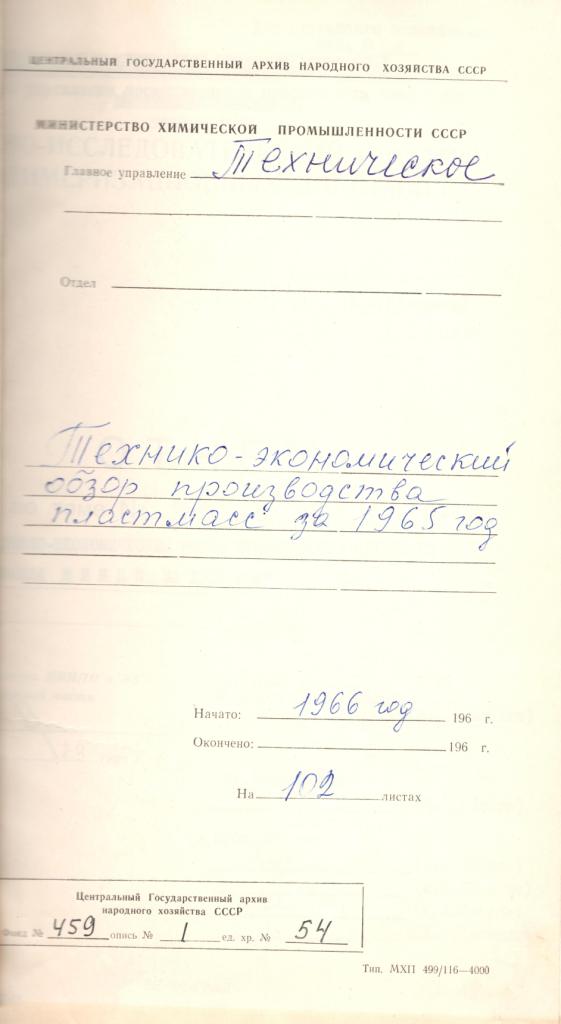 ЦЕНТРАЛЬНЫЙ ГОСУДАРСТВЕННЫЙ АРХИВ НАРОДНОГО ХОЗЯЙСТВА СССР
МИНИСТЕРСТВО ХИМИЧЕСКОЙ ПРОМЫШЛЕННОСТИ СССР
Главное управление Техническое
Отдел
Технико-экономический
обзор производства
пластмасс за 1965 год
Начато: 1966 год 196 г.
Окончено: 196 г.
На 102 листах
Центральный Государственный архив
народного хозяйства СССР
Фонд № 459 опись № 1 ед. хр. № 54
Тип. МХП 499/116—4000